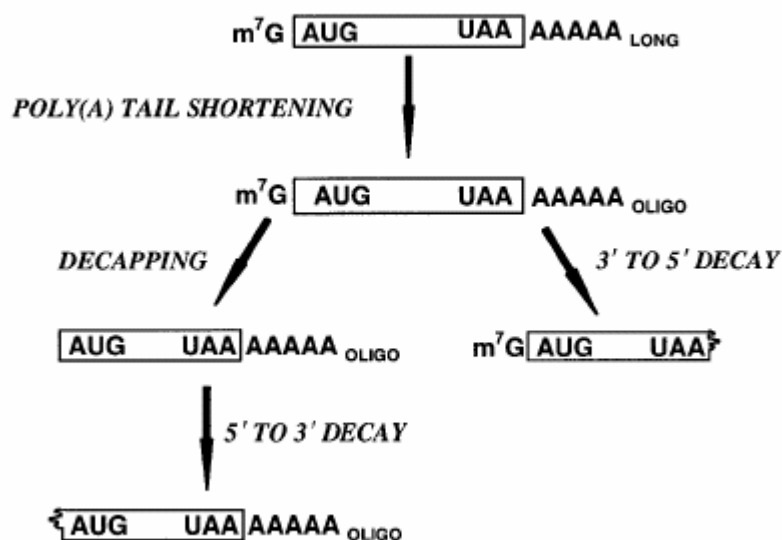 m⁷G AUG UAA AAAAA LONG
POLY(A) TAIL SHORTENING
m⁷G AUG UAA AAAAA OLIGO
DECAPPING
3' TO 5' DECAY
AUG UAA AAAAA OLIGO
m⁷G AUG UAA
5' TO 3' DECAY
AUG UAA AAAAA OLIGO